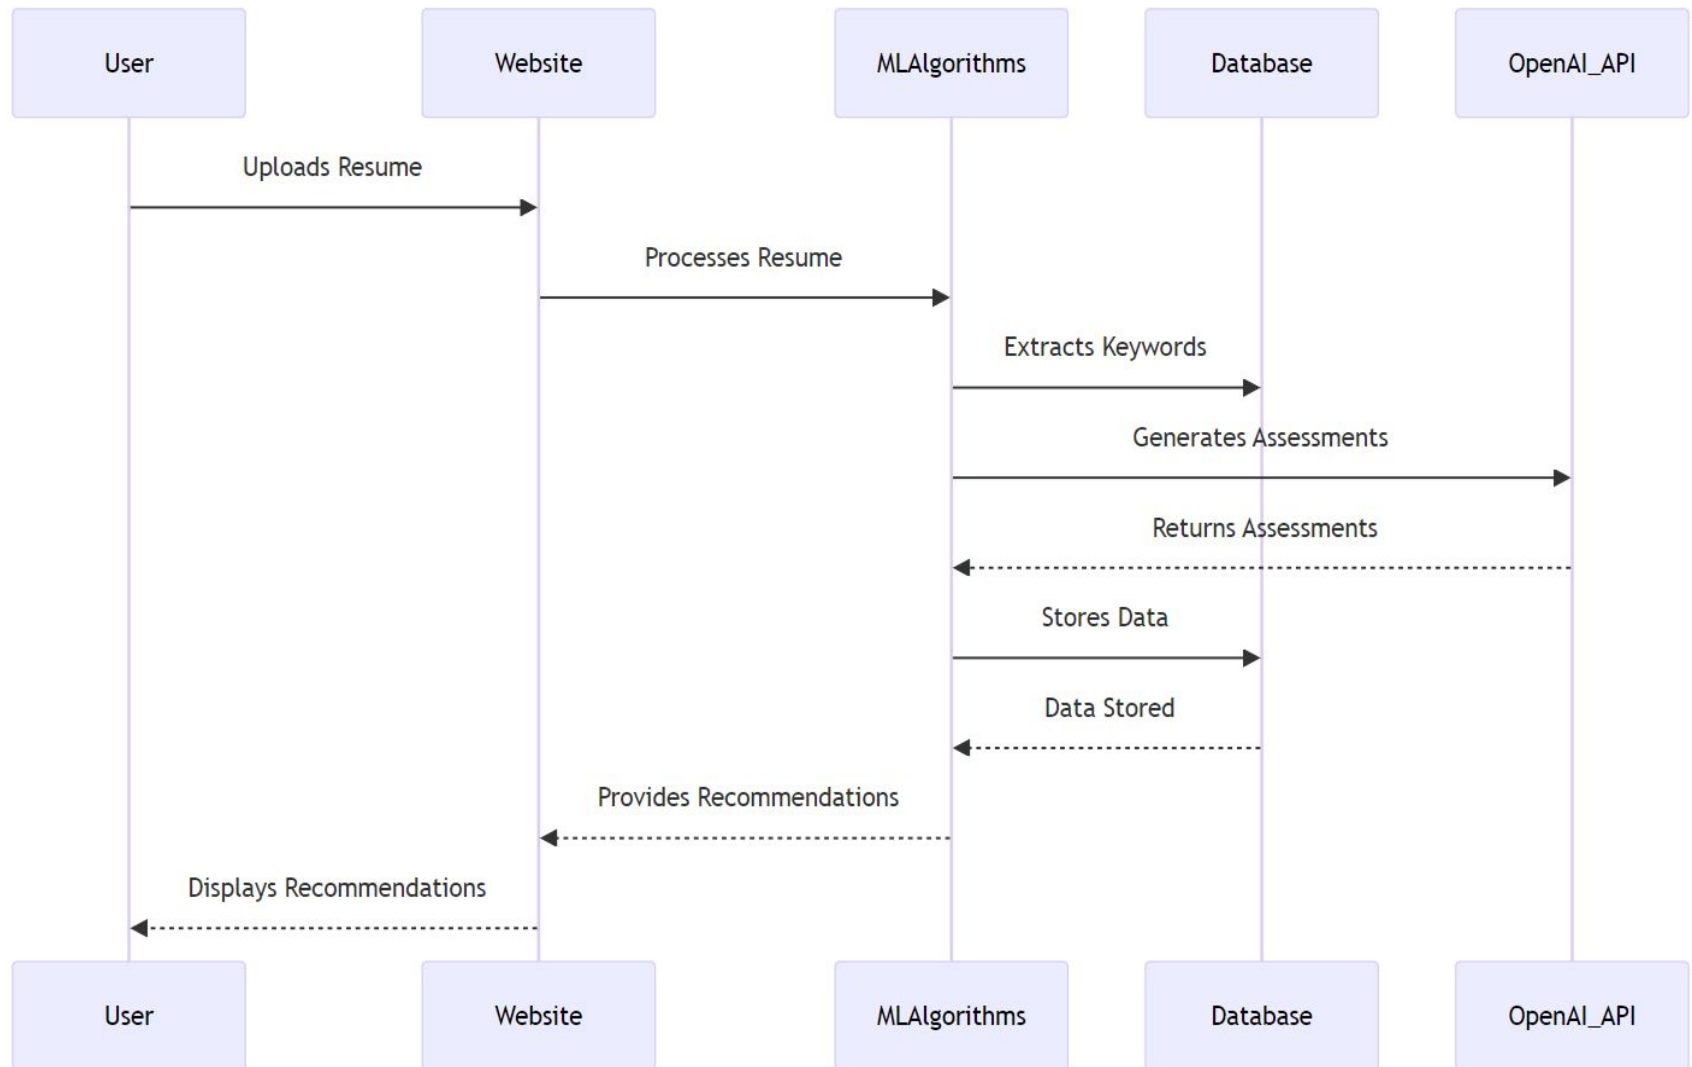 User
Website
MLAlgorithms
Database
OpenAI_API
Uploads Resume
Processes Resume
Extracts Keywords
Generates Assessments
Returns Assessments
Stores Data
Data Stored
Provides Recommendations
Displays Recommendations
User
Website
MLAlgorithms
Database
OpenAI_API